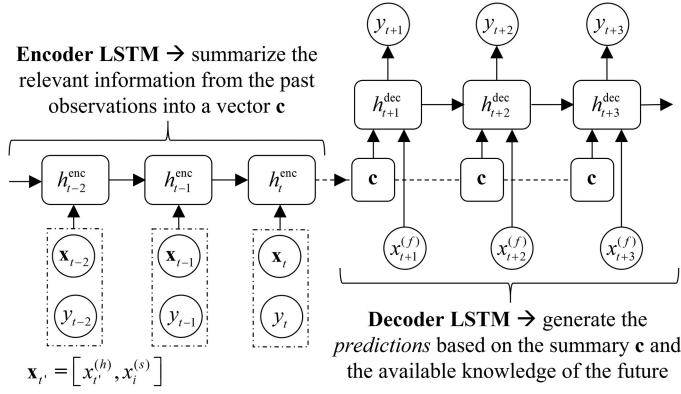 y_{t+1} y_{t+2} y_{t+3}
Encoder LSTM → summarize the
relevant information from the past
observations into a vector c
h^{dec}_{t+1} h^{dec}_{t+2} h^{dec}_{t+3}
h^{enc}_{t-2} h^{enc}_{t-1} h^{enc}_{t} c c c
x_{t-2} x_{t-1} x_{t} x^{(f)}_{t+1} x^{(f)}_{t+2} x^{(f)}_{t+3}
y_{t-2} y_{t-1} y_{t}
Decoder LSTM → generate the
predictions based on the summary c and
the available knowledge of the future
x_{t'} = [x^{(h)}_{t'}, x^{(s)}_{i}]